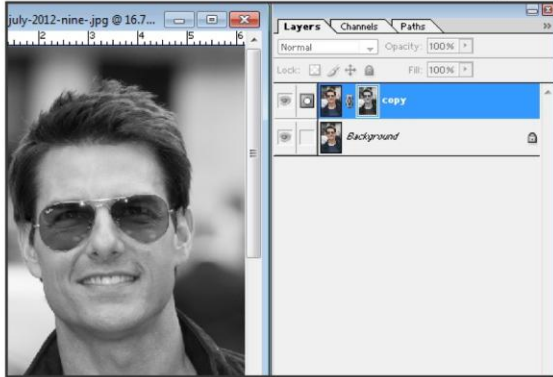 july-2012-nine-.jpg @ 16.7...
2 3 4 5 6
Layers Channels Paths
Normal Opacity: 100%
Lock: Fill: 100%
copy
Background